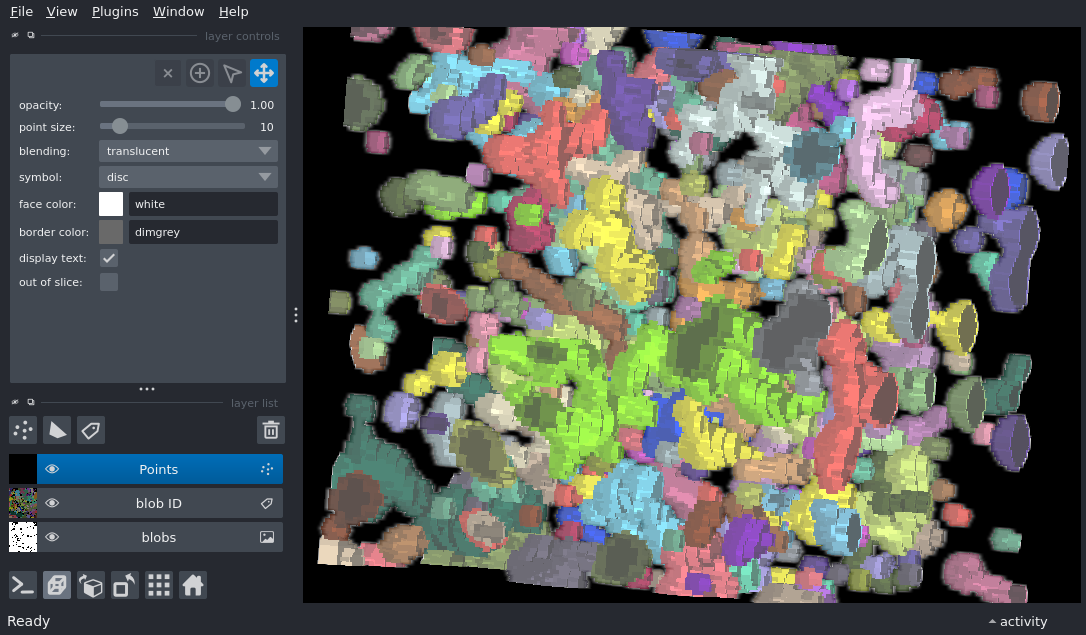 File View Plugins Window Help
layer controls
opacity: 1.00
point size: 10
blending: translucent
symbol: disc
face color: white
border color: dimgrey
display text:
out of slice:
layer list
Points
blob ID
blobs
Ready
activity